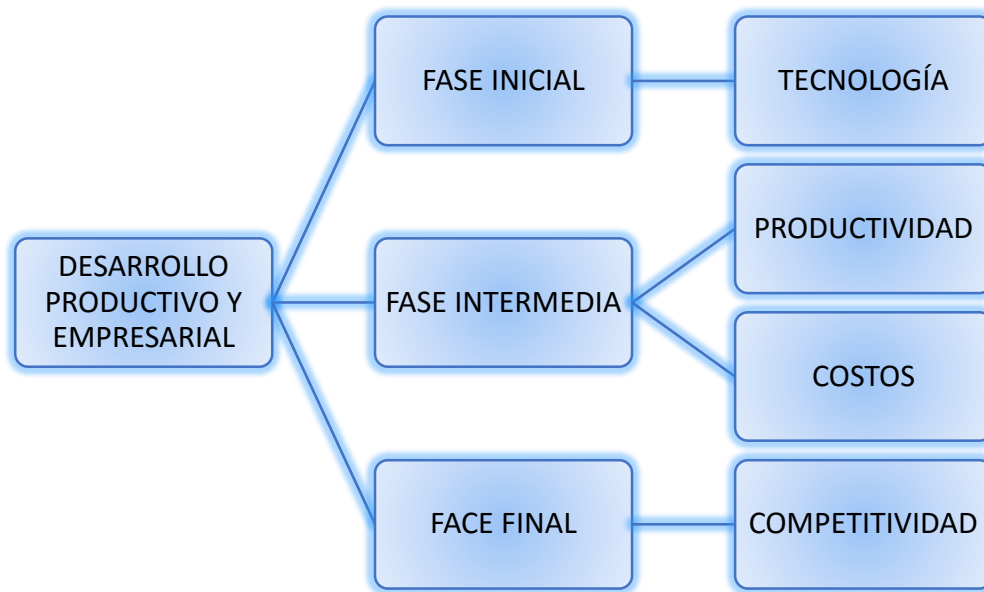 DESARROLLO
PRODUCTIVO Y
EMPRESARIAL
FASE INICIAL
TECNOLOGÍA
FASE INTERMEDIA
PRODUCTIVIDAD
COSTOS
FACE FINAL
COMPETITIVIDAD